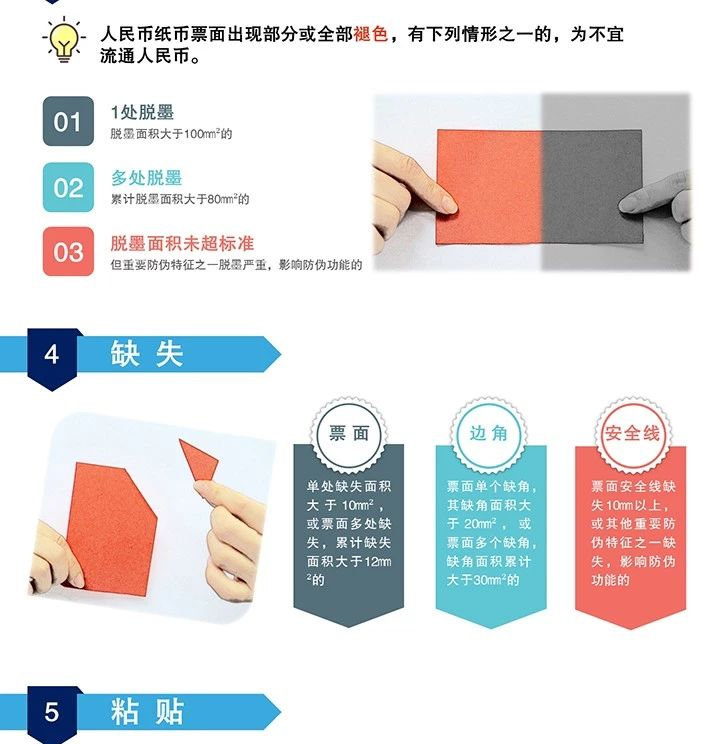 人民币纸币票面出现部分或全部褪色，有下列情形之一的，为不宜
流通人民币。
01
1处脱墨
脱墨面积大于100mm²的
02
多处脱墨
累计脱墨面积大于80mm²的
03
脱墨面积未超标准
但重要防伪特征之一脱墨严重，影响防伪功能的
4
缺失
票面
单处缺失面积
大于10mm²，
或票面多处缺
失，累计缺失
面积大于12mm
²的
边角
票面单个缺角，
其缺角面积大
于20mm²，或
票面多个缺角，
缺角面积累计
大于30mm²的
安全线
票面安全线缺
失10mm以上，
或其他重要防
伪特征之一缺
失，影响防伪
功能的
5
粘贴